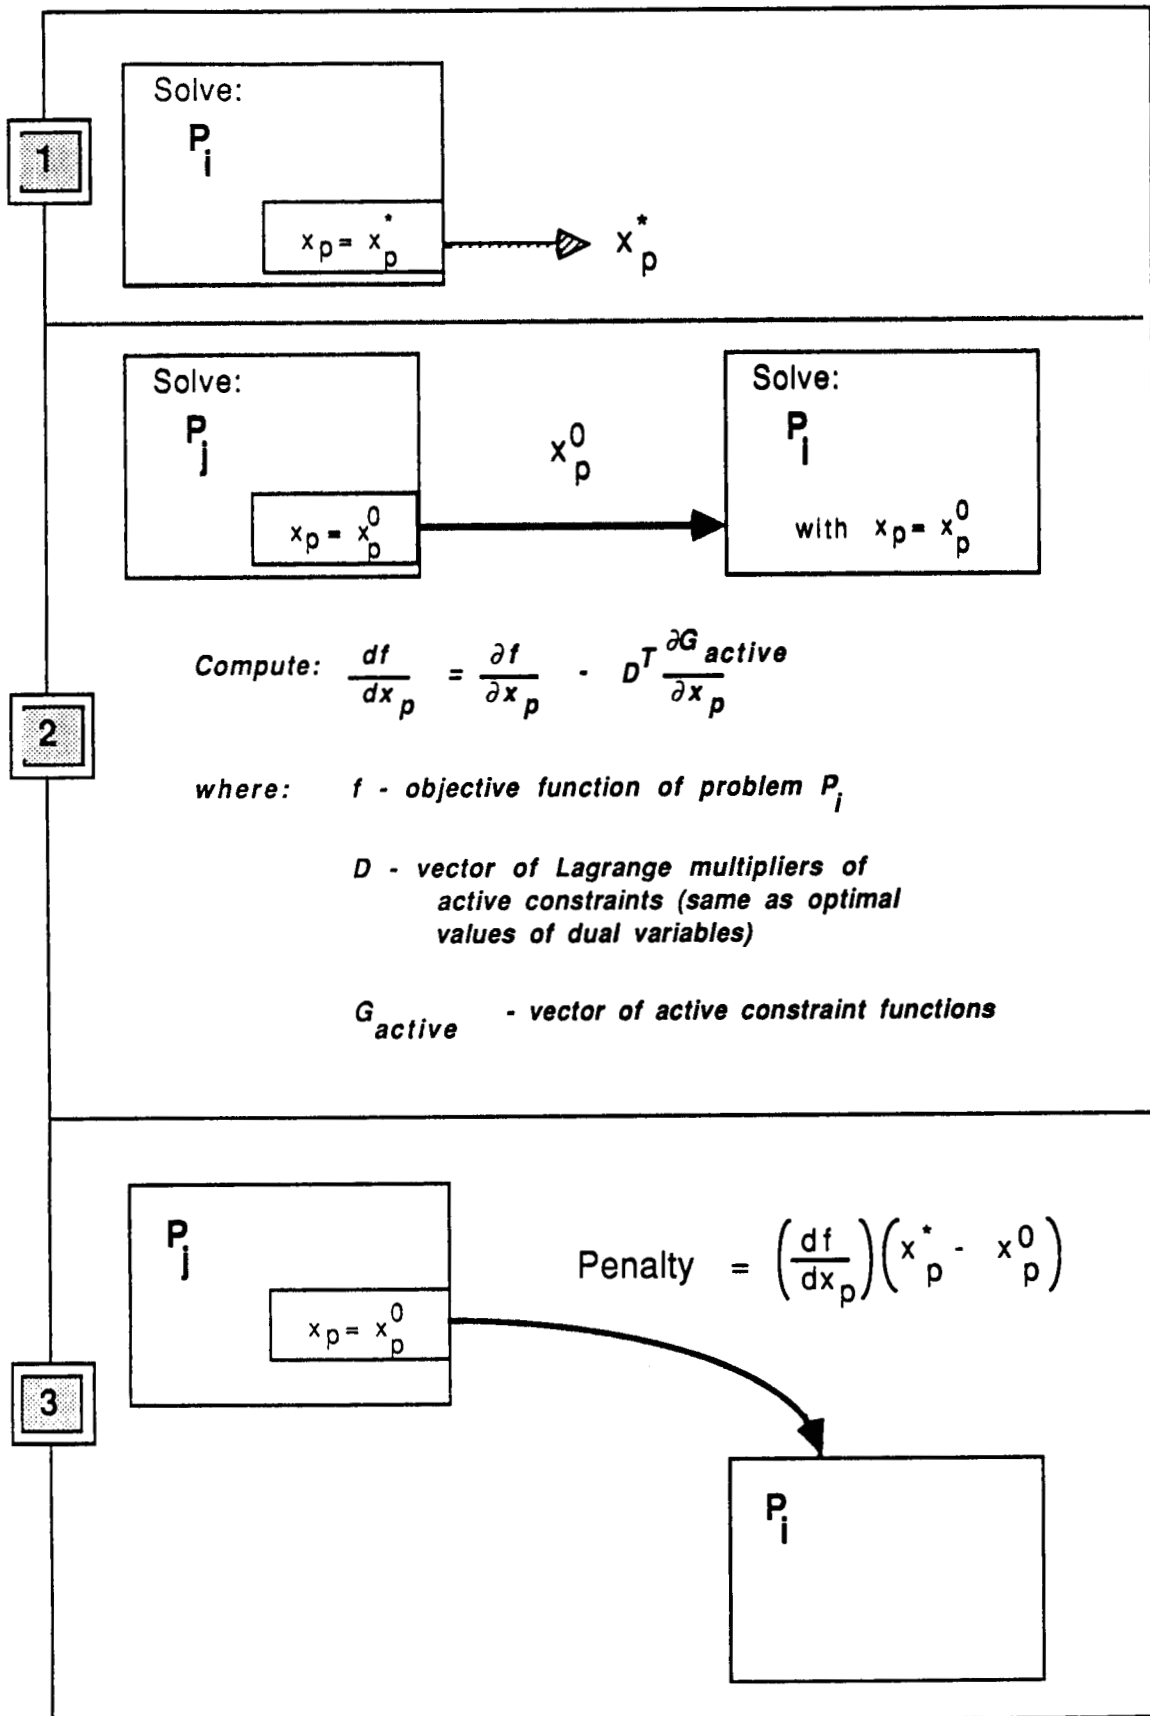 1
Solve:
P_i
x_p = x_p^*
x_p^*
2
Solve:
P_j
x_p = x_p^0
x_p^0
Solve:
P_i
with x_p = x_p^0
Compute: df/dx_p = ∂f/∂x_p - D^T ∂G_active/∂x_p
where: f - objective function of problem P_i
D - vector of Lagrange multipliers of
active constraints (same as optimal
values of dual variables)
G_active - vector of active constraint functions
3
P_j
x_p = x_p^0
Penalty = (df/dx_p)(x_p^* - x_p^0)
P_i